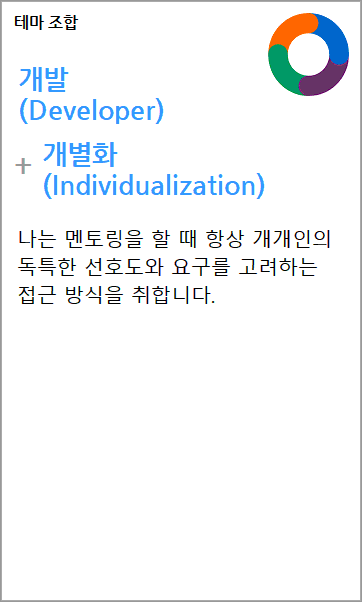 테마 조합
개발
(Developer)
+ 개별화
(Individualization)
나는 멘토링을 할 때 항상 개개인의
독특한 선호도와 요구를 고려하는
접근 방식을 취합니다.